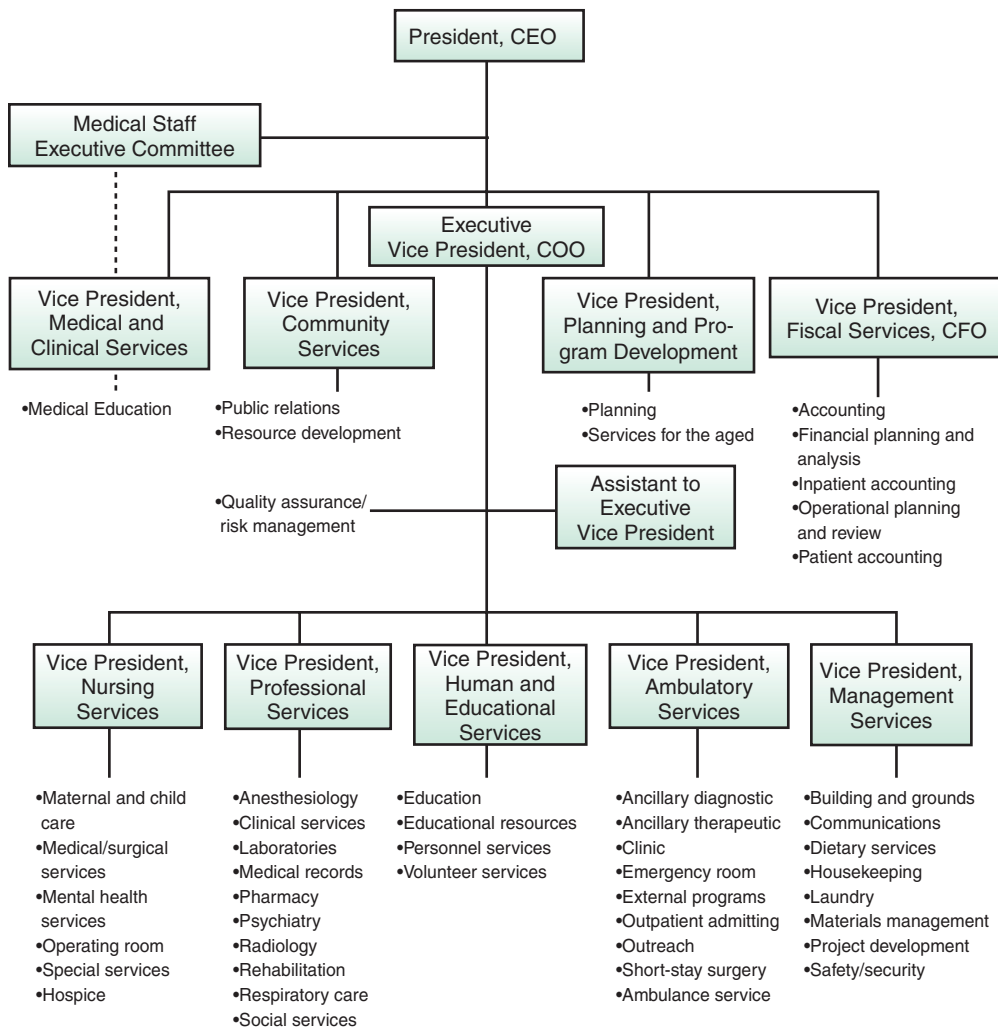 President, CEO
Medical Staff
Executive Committee
Executive
Vice President, COO
Vice President,
Medical and
Clinical Services
Vice President,
Community
Services
Vice President,
Planning and Pro-
gram Development
Vice President,
Fiscal Services, CFO
•Medical Education
•Public relations
•Resource development
•Planning
•Services for the aged
•Accounting
•Financial planning and
analysis
•Inpatient accounting
•Operational planning
and review
•Patient accounting
•Quality assurance/
risk management
Assistant to
Executive
Vice President
Vice President,
Nursing
Services
Vice President,
Professional
Services
Vice President,
Human and
Educational
Services
Vice President,
Ambulatory
Services
Vice President,
Management
Services
•Maternal and child
care
•Medical/surgical
services
•Mental health
services
•Operating room
•Special services
•Hospice
•Anesthesiology
•Clinical services
•Laboratories
•Medical records
•Pharmacy
•Psychiatry
•Radiology
•Rehabilitation
•Respiratory care
•Social services
•Education
•Educational resources
•Personnel services
•Volunteer services
•Ancillary diagnostic
•Ancillary therapeutic
•Clinic
•Emergency room
•External programs
•Outpatient admitting
•Outreach
•Short-stay surgery
•Ambulance service
•Building and grounds
•Communications
•Dietary services
•Housekeeping
•Laundry
•Materials management
•Project development
•Safety/security